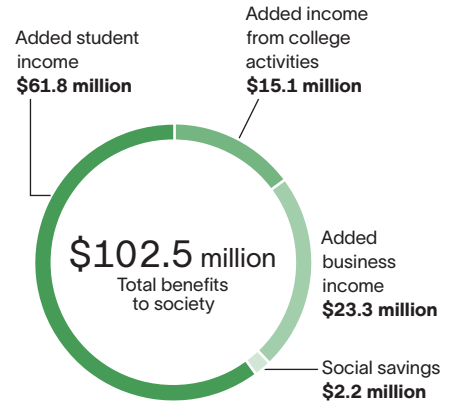 Added student
income
$61.8 million
Added income
from college
activities
$15.1 million
$102.5 million
Total benefits
to society
Added
business
income
$23.3 million
Social savings
$2.2 million